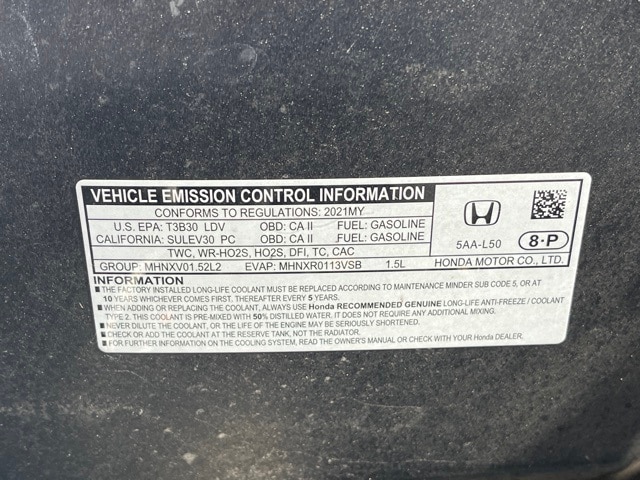 VEHICLE EMISSION CONTROL INFORMATION
CONFORMS TO REGULATIONS: 2021MY
U.S. EPA: T3B30 LDV OBD: CA II FUEL: GASOLINE
CALIFORNIA: SULEV30 PC OBD: CA II FUEL: GASOLINE
TWC, WR-HO2S, HO2S, DFI, TC, CAC
GROUP: MHNXV01.52L2 EVAP: MHNXR0113VSB 1.5L
5AA-L50 8-P
HONDA MOTOR CO., LTD.
INFORMATION
■ THE FACTORY INSTALLED LONG-LIFE COOLANT MUST BE REPLACED ACCORDING TO MAINTENANCE MINDER SUB CODE 5, OR AT
10 YEARS WHICHEVER COMES FIRST. THEREAFTER EVERY 5 YEARS.
■ WHEN ADDING OR REPLACING THE COOLANT, ALWAYS USE Honda RECOMMENDED GENUINE LONG-LIFE ANTI-FREEZE / COOLANT
TYPE 2. THIS COOLANT IS PRE-MIXED WITH 50% DISTILLED WATER. IT DOES NOT REQUIRE ANY ADDITIONAL MIXING.
■ NEVER DILUTE THE COOLANT, OR THE LIFE OF THE ENGINE MAY BE SERIOUSLY SHORTENED.
■ CHECK OR ADD THE COOLANT AT THE RESERVE TANK, NOT THE RADIATOR.
■ FOR FURTHER INFORMATION ON THE COOLING SYSTEM, READ THE OWNER'S MANUAL OR CHECK WITH YOUR Honda DEALER.